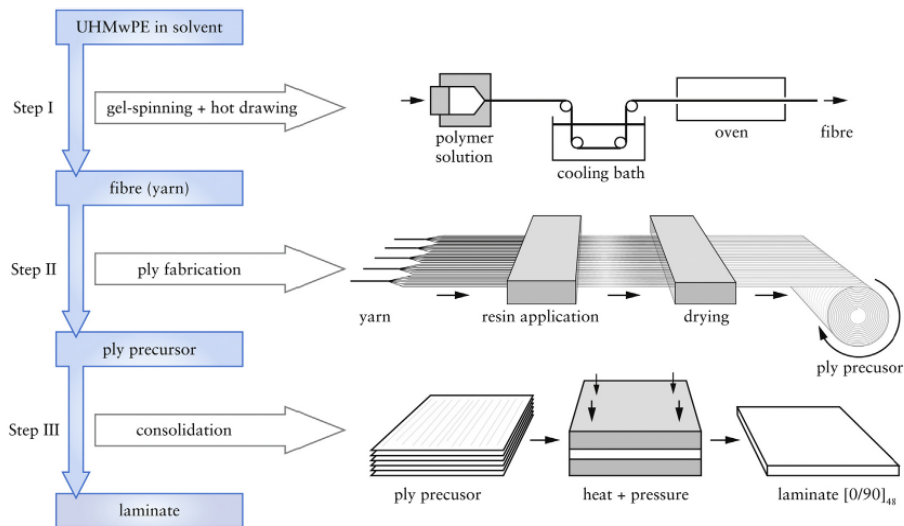 UHMwPE in solvent
Step I
gel-spinning + hot drawing
polymer
solution
cooling bath
oven
fibre
fibre (yarn)
Step II
ply fabrication
yarn
resin application
drying
ply precusor
ply precursor
Step III
consolidation
ply precusor
heat + pressure
laminate [0/90]48
laminate